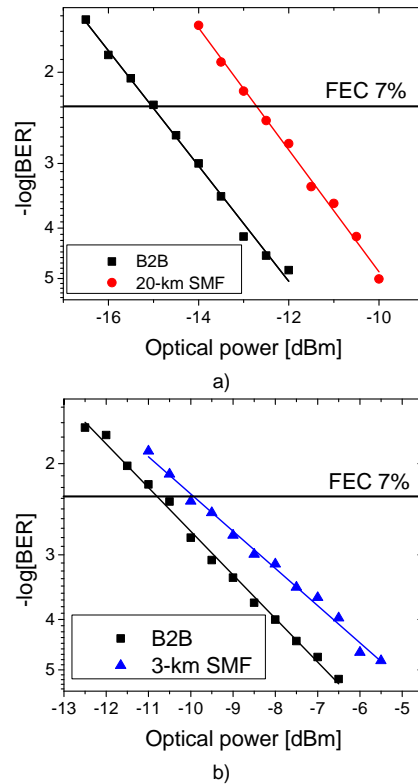 2
3
4
5
-log[BER]
FEC 7%
B2B
20-km SMF
-16
-14
-12
-10
Optical power [dBm]
a)
2
3
4
5
-log[BER]
FEC 7%
B2B
3-km SMF
-13
-12
-11
-10
-9
-8
-7
-6
-5
Optical power [dBm]
b)